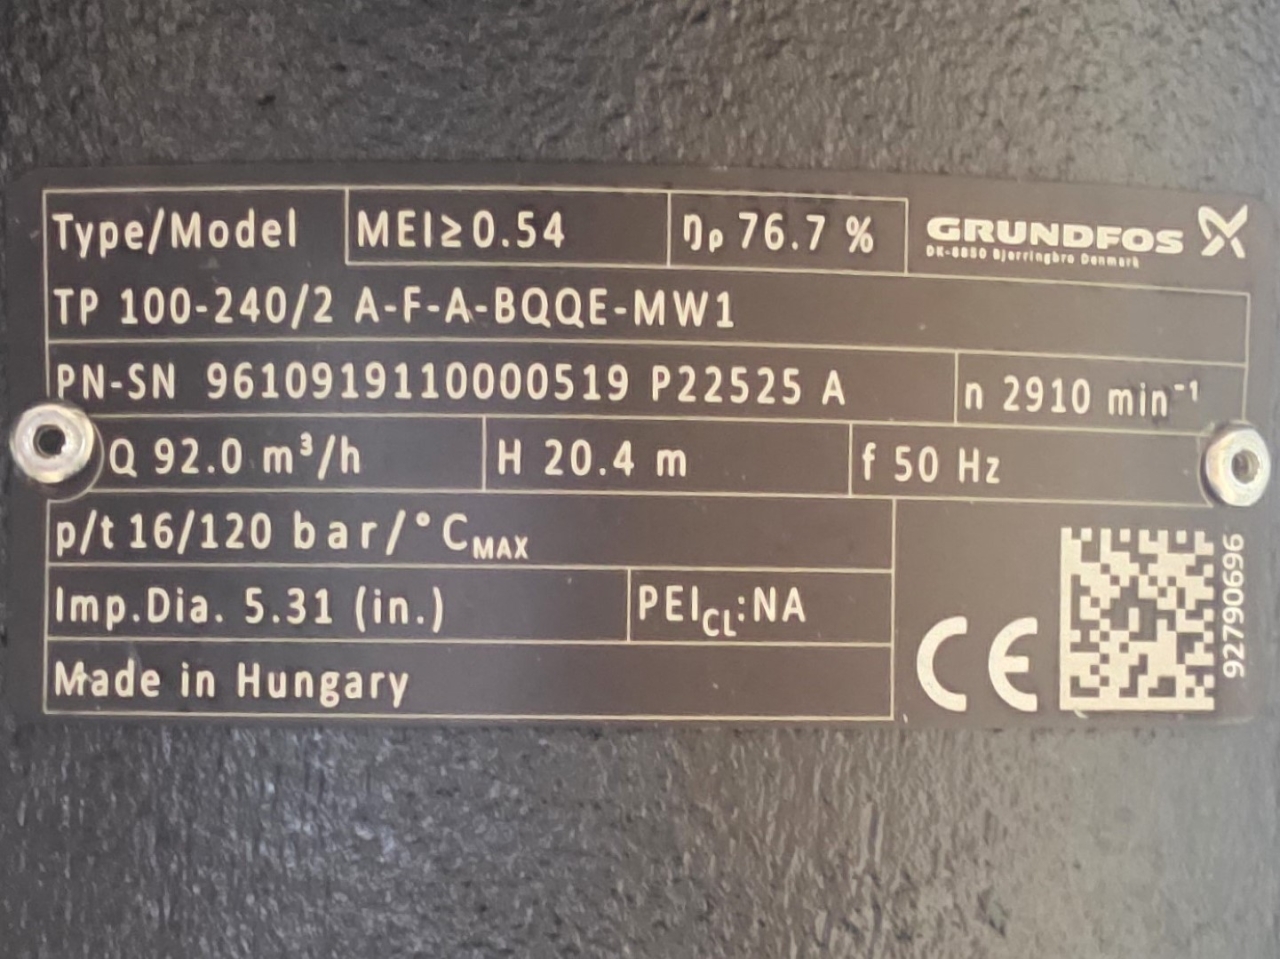 Type/Model MEI≥0.54 ηp 76.7 % GRUNDFOS
DK-8850 Bjerringbro Denmark
TP 100-240/2 A-F-A-BQQE-MW1
PN-SN 9610919110000519 P22525 A n 2910 min⁻¹
Q 92.0 m³/h H 20.4 m f 50 Hz
p/t 16/120 bar/°CMAX
Imp.Dia. 5.31 (in.) PEICL:NA
Made in Hungary
CE
92790696